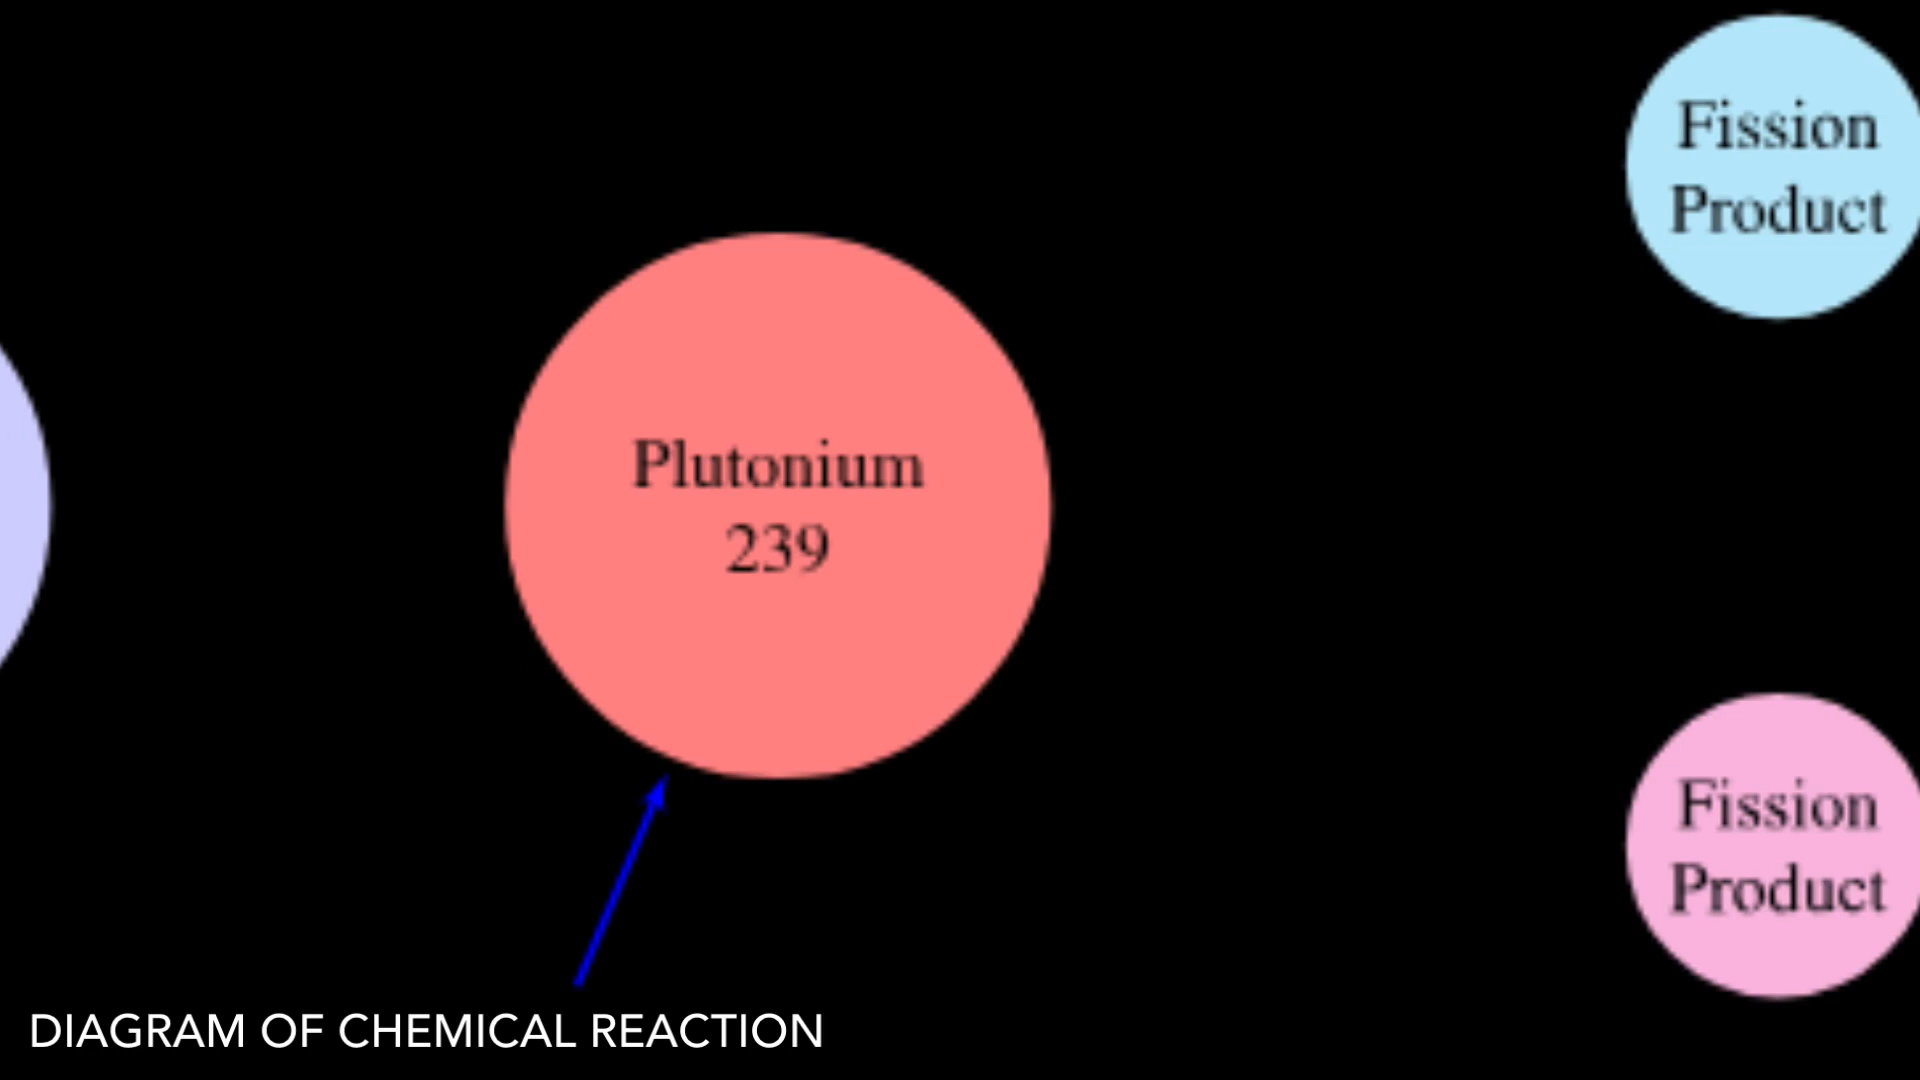 Fission
Product
Plutonium
239
Fission
Product
DIAGRAM OF CHEMICAL REACTION